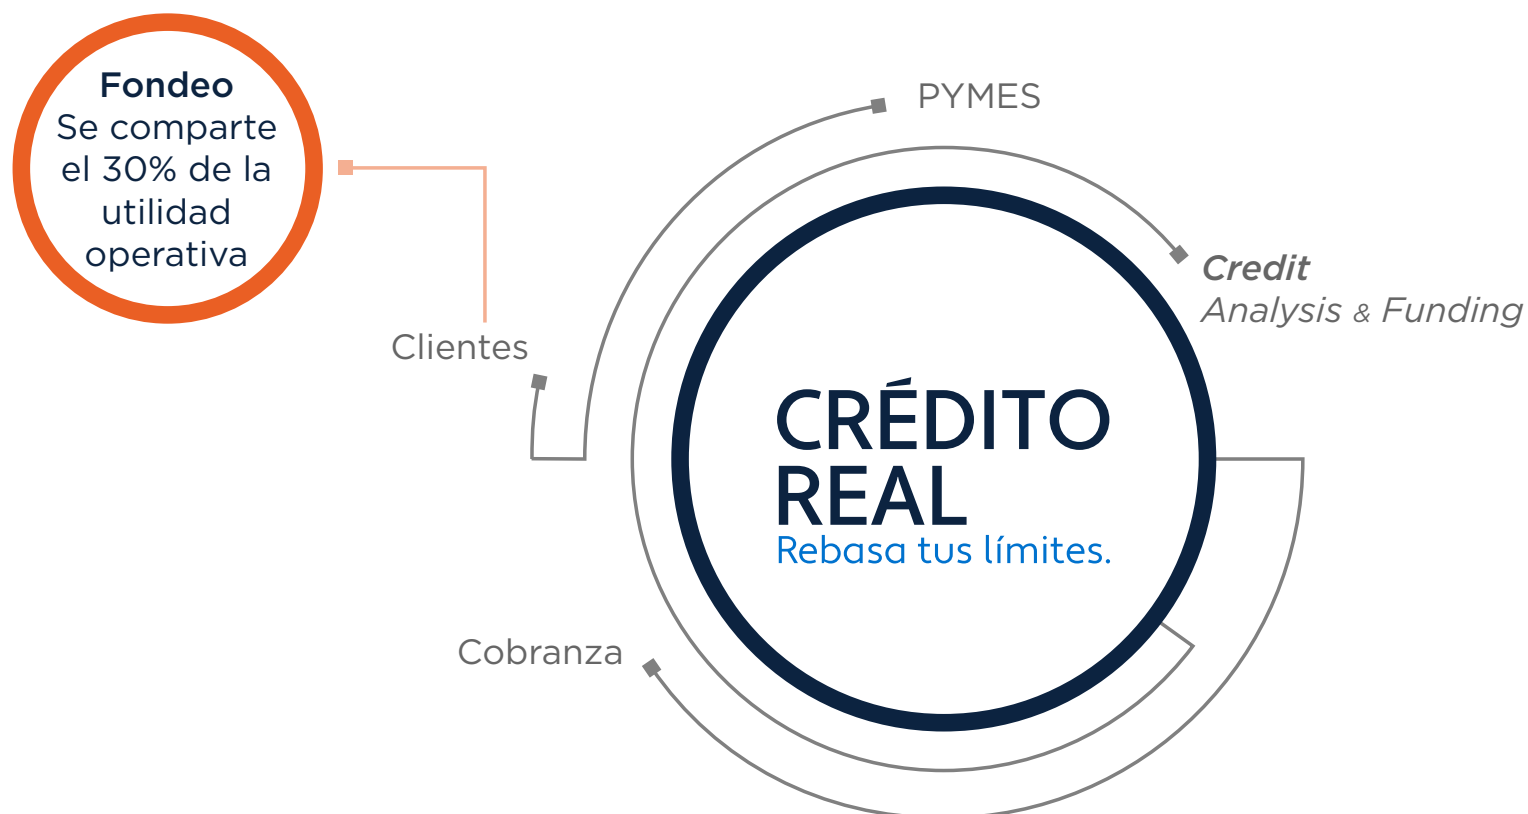 Fondeo
Se comparte
el 30% de la
utilidad
operativa
PYMES
Credit
Analysis & Funding
Clientes
CRÉDITO
REAL
Rebasa tus límites.
Cobranza